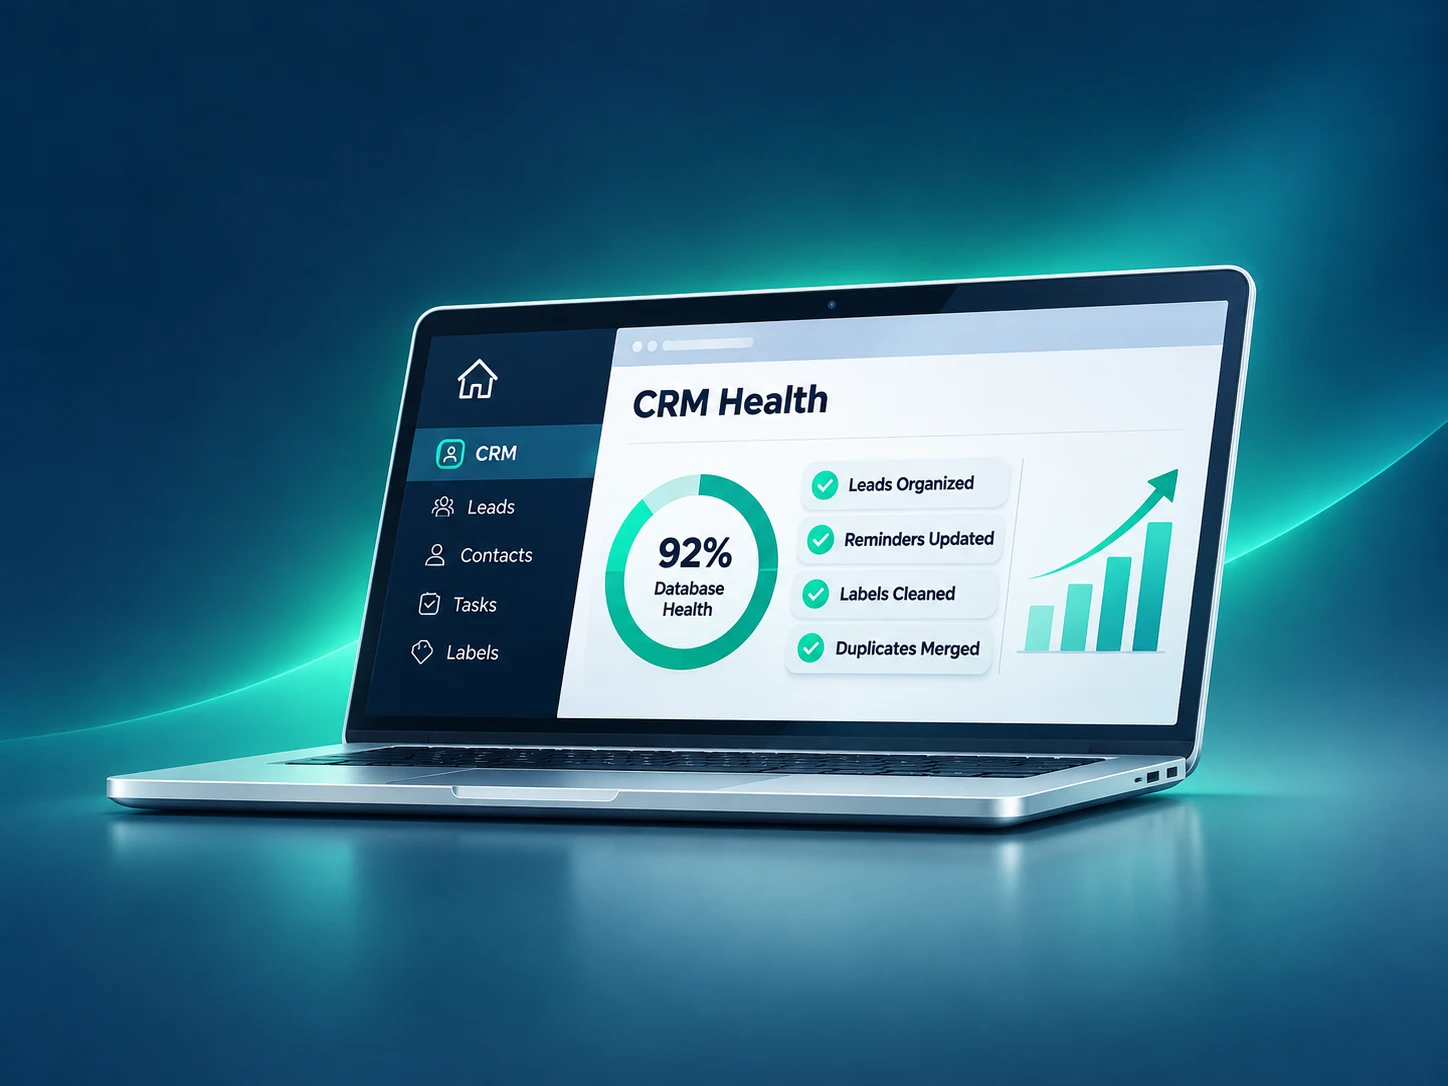 CRM
Leads
Contacts
Tasks
Labels
CRM Health
92%
Database
Health
Leads Organized
Reminders Updated
Labels Cleaned
Duplicates Merged